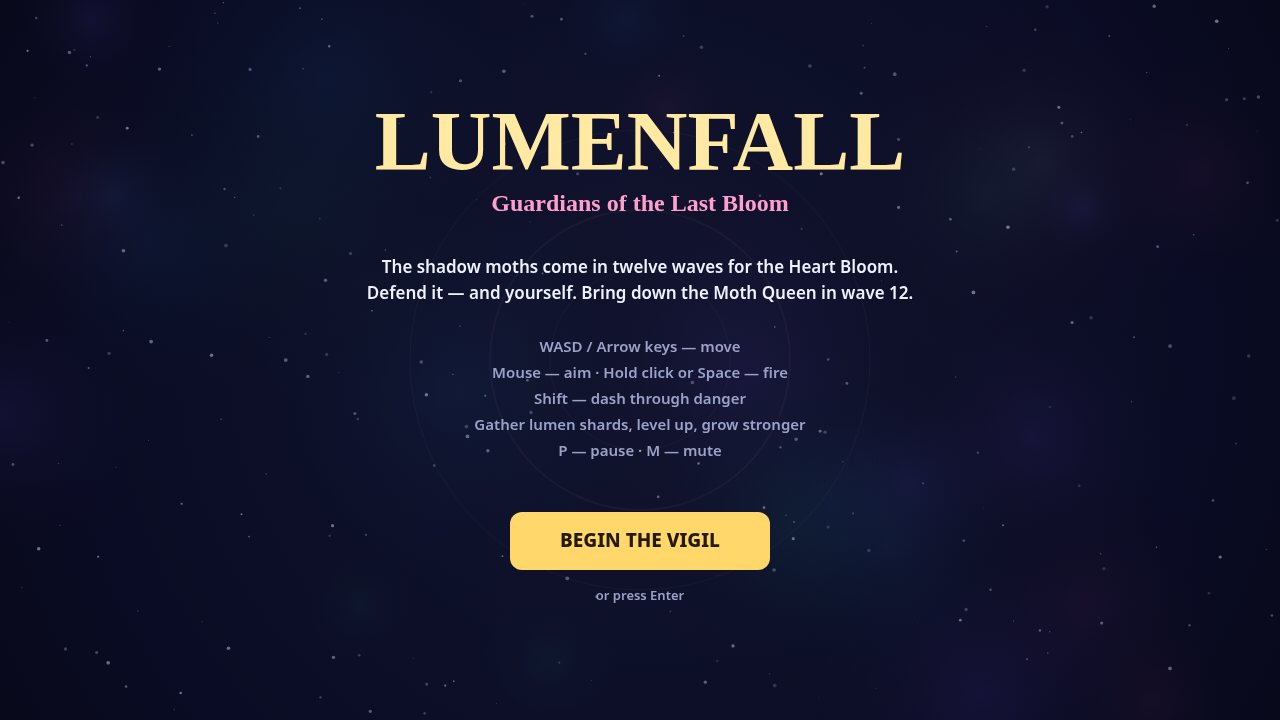 LUMENFALL
Guardians of the Last Bloom
The shadow moths come in twelve waves for the Heart Bloom.
Defend it — and yourself. Bring down the Moth Queen in wave 12.
WASD / Arrow keys — move
Mouse — aim · Hold click or Space — fire
Shift — dash through danger
Gather lumen shards, level up, grow stronger
P — pause · M — mute
BEGIN THE VIGIL
or press Enter